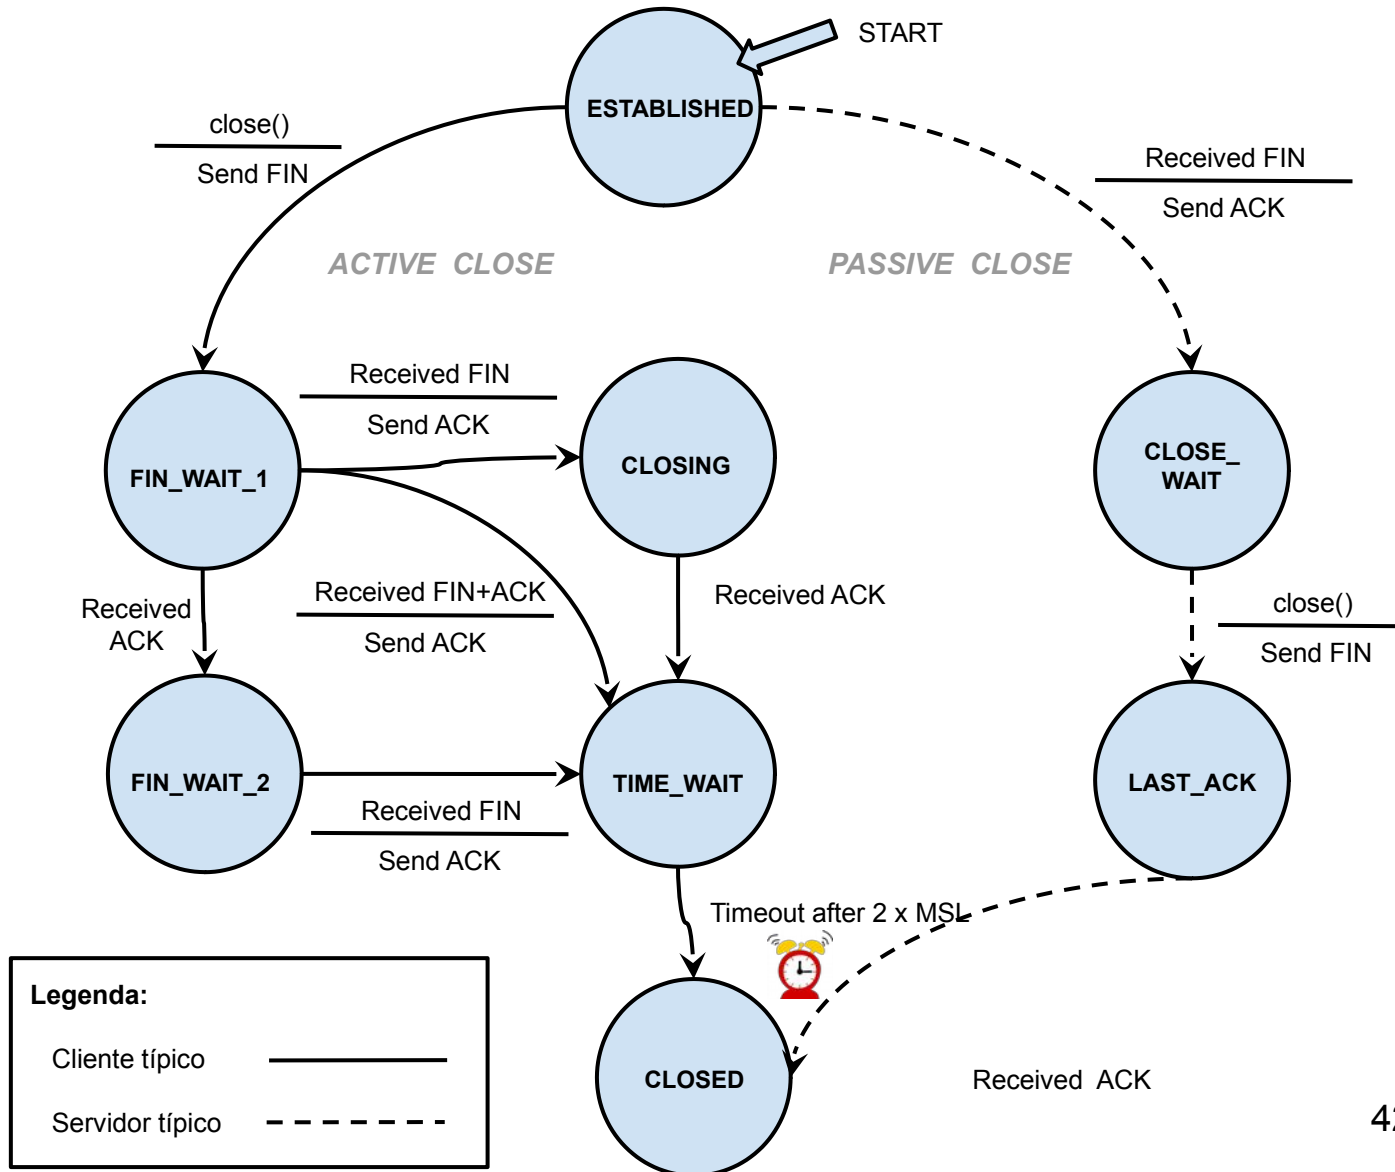 START
ESTABLISHED
close()
Send FIN
Received FIN
Send ACK
ACTIVE CLOSE
PASSIVE CLOSE
Received FIN
Send ACK
FIN_WAIT_1
CLOSING
CLOSE_
WAIT
Received
ACK
Received FIN+ACK
Send ACK
Received ACK
close()
Send FIN
FIN_WAIT_2
TIME_WAIT
LAST_ACK
Received FIN
Send ACK
Timeout after 2 x MSL
Legenda:
Cliente típico
Servidor típico
CLOSED
Received ACK
42